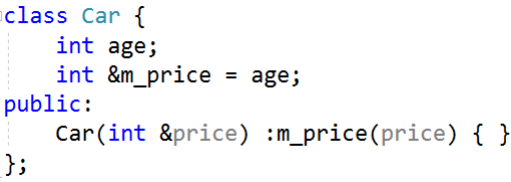 class Car {
    int age;
    int &m_price = age;
public:
    Car(int &price) :m_price(price) { }
};